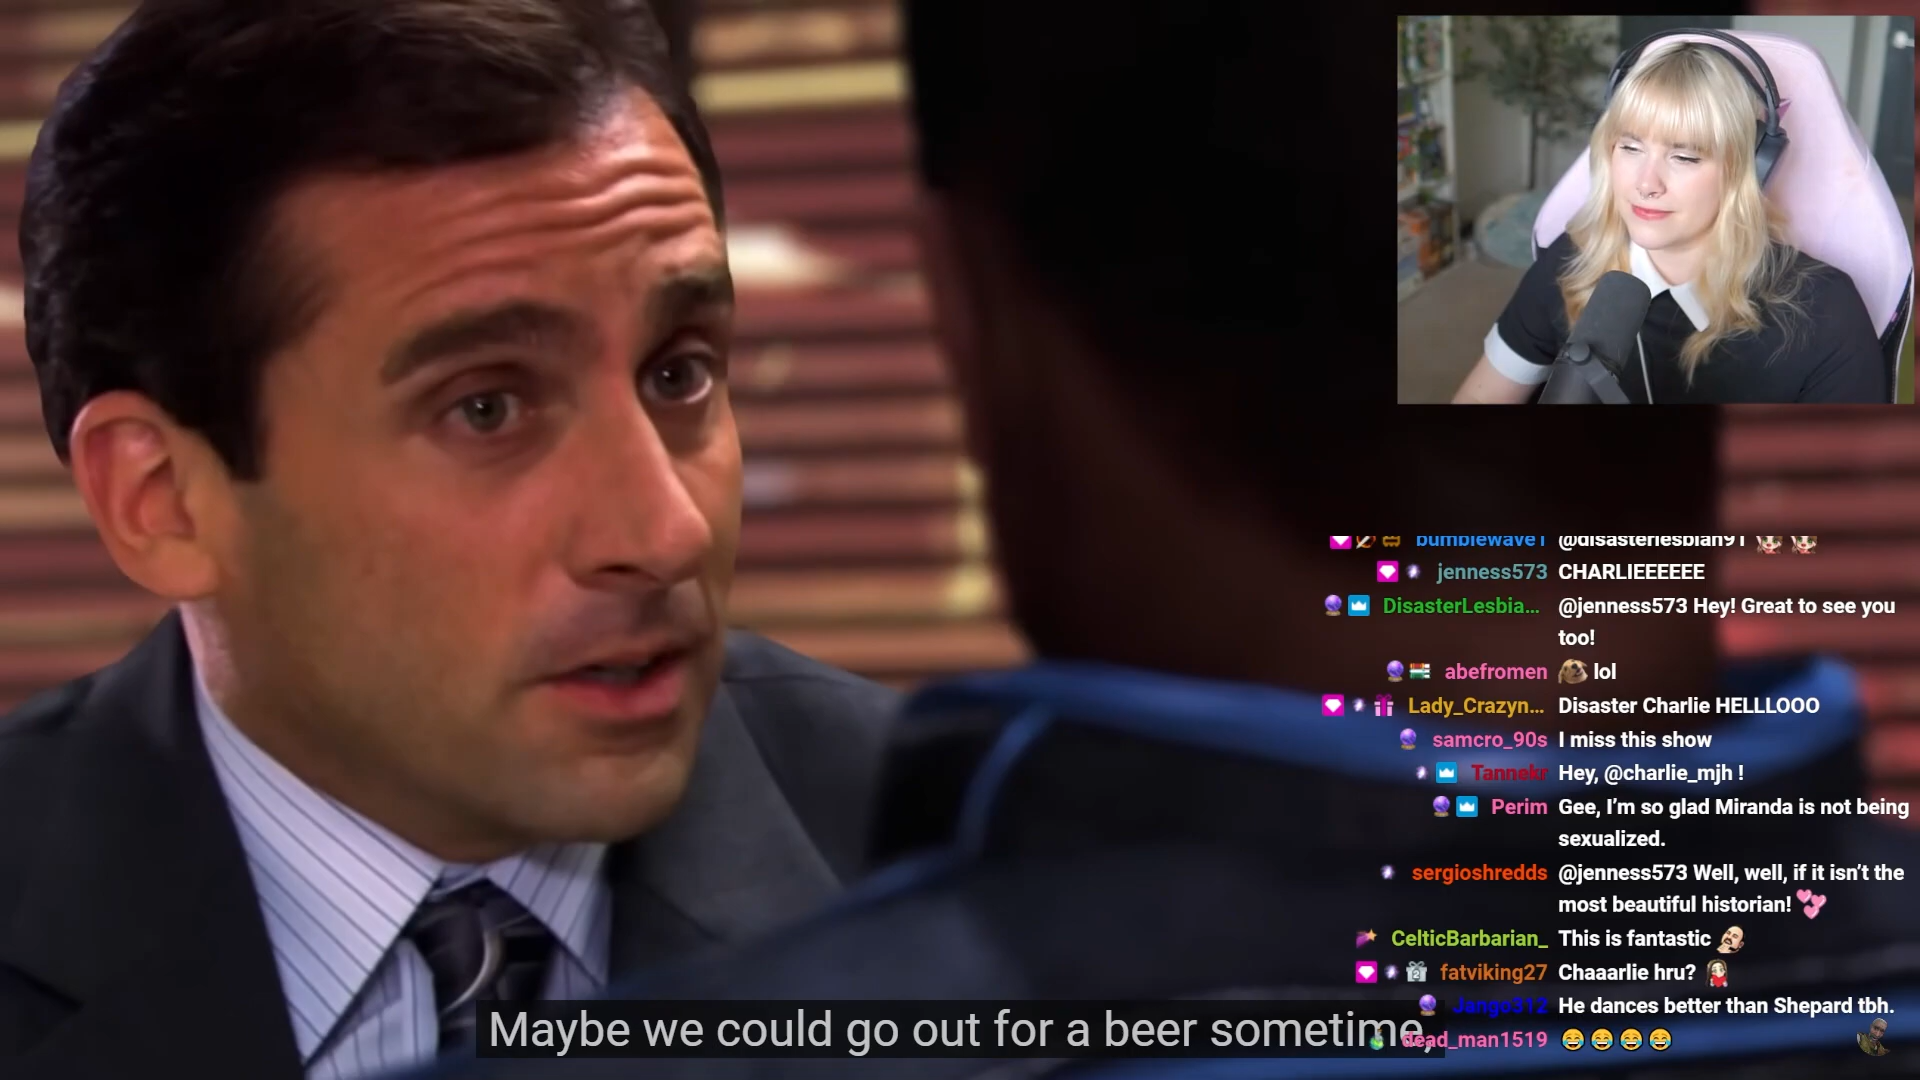 bumblewave1 @disasterlesbian91
jenness573 CHARLIEEEEEE
DisasterLesbia... @jenness573 Hey! Great to see you
too!
abefromen lol
Lady_Crazyn... Disaster Charlie HELLLOOO
samcro_90s I miss this show
Tannekr Hey, @charlie_mjh !
Perim Gee, I’m so glad Miranda is not being
sexualized.
sergioshredds @jenness573 Well, well, if it isn’t the
most beautiful historian!
CelticBarbarian_ This is fantastic
fatviking27 Chaaarlie hru?
Jango312 He dances better than Shepard tbh.
dead_man1519 😂😂😂😂
Maybe we could go out for a beer sometime,